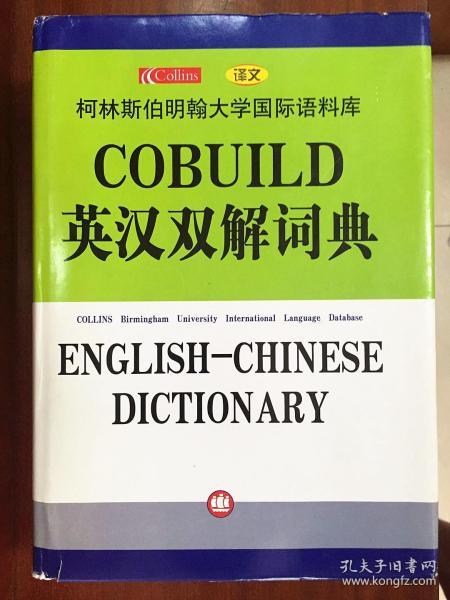 Collins 译文
柯林斯伯明翰大学国际语料库
COBUILD
英汉双解词典
COLLINS Birmingham University International Language Database
ENGLISH-CHINESE
DICTIONARY
孔夫子旧书网
www.kongfz.com